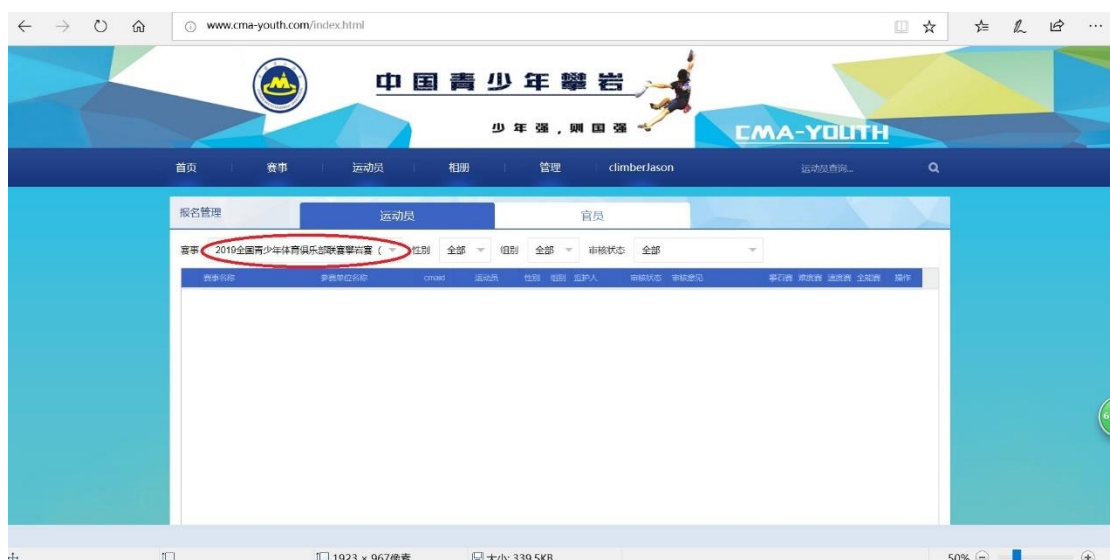 www.cma-youth.com/index.html
中国青少年攀岩
少年强，则国强
CMA-YOUTH
首页 赛事 运动员 相册 管理 climberJason 运动员查询...
报名管理 运动员 官员
赛事 2019全国青少年体育俱乐部联赛攀岩赛（ 性别 全部 组别 全部 审核状态 全部
赛事名称 参赛单位名称 cmaid 运动员 性别 组别 监护人 审核状态 审核意见 攀石赛 难度赛 速度赛 全能赛 操作
6
1923 × 967像素 大小: 339.5KB 50%